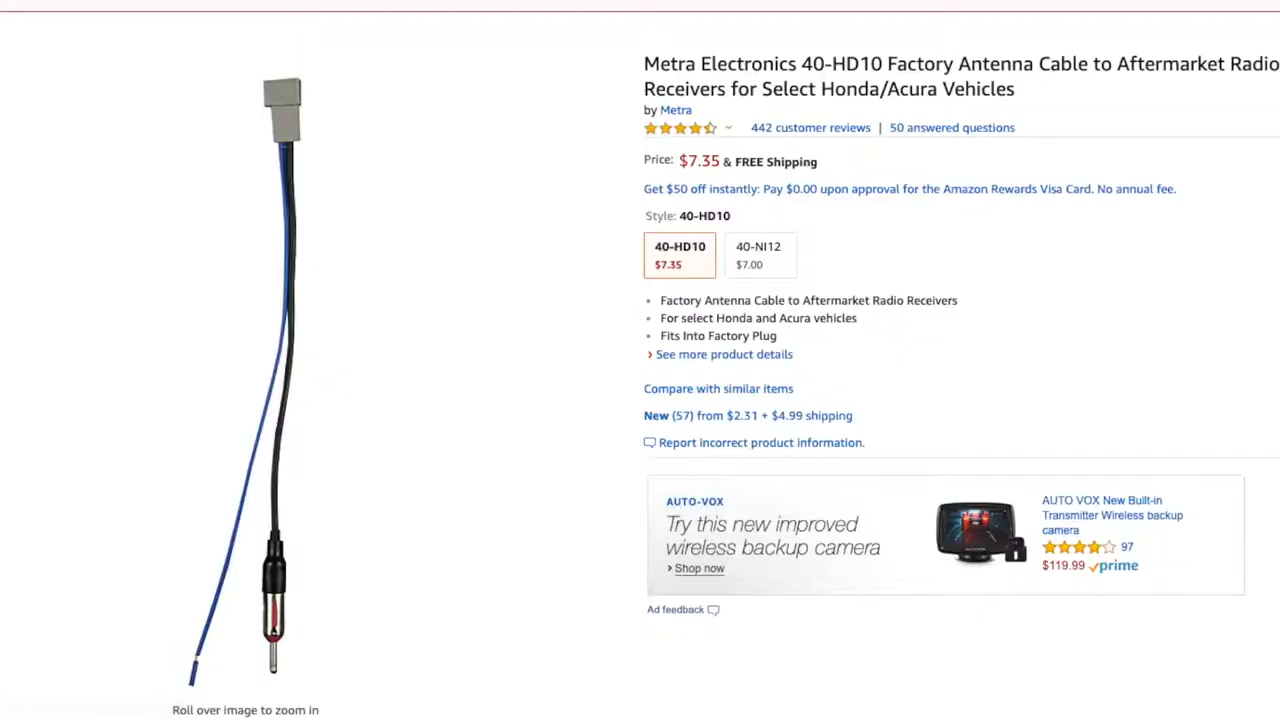 Metra Electronics 40-HD10 Factory Antenna Cable to Aftermarket Radio
Receivers for Select Honda/Acura Vehicles
by Metra
442 customer reviews | 50 answered questions
Price: $7.35 & FREE Shipping
Get $50 off instantly: Pay $0.00 upon approval for the Amazon Rewards Visa Card. No annual fee.
Style: 40-HD10
40-HD10 40-NI12
$7.35 $7.00
Factory Antenna Cable to Aftermarket Radio Receivers
For select Honda and Acura vehicles
Fits Into Factory Plug
› See more product details
Compare with similar items
New (57) from $2.31 + $4.99 shipping
Report incorrect product information.
AUTO-VOX
Try this new improved
wireless backup camera
› Shop now
AUTO VOX New Built-in
Transmitter Wireless backup
camera
97
$119.99 prime
Ad feedback
Roll over image to zoom in